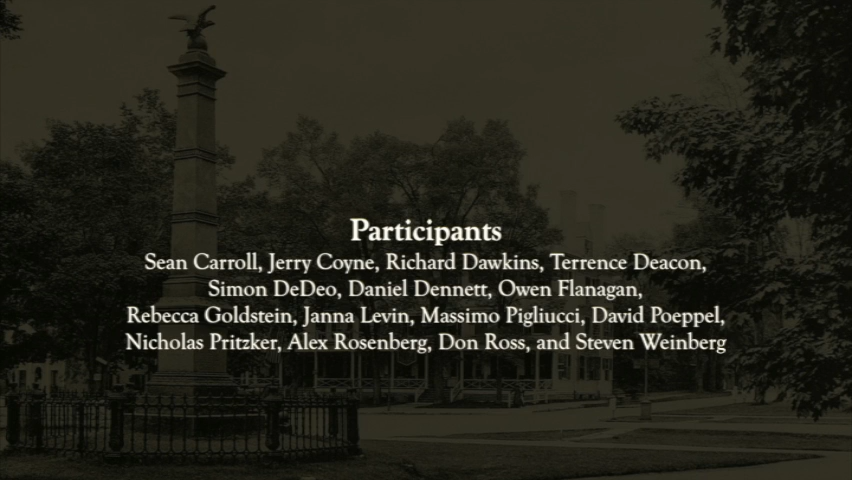 Participants
Sean Carroll, Jerry Coyne, Richard Dawkins, Terrence Deacon,
Simon DeDeo, Daniel Dennett, Owen Flanagan,
Rebecca Goldstein, Janna Levin, Massimo Pigliucci, David Poeppel,
Nicholas Pritzker, Alex Rosenberg, Don Ross, and Steven Weinberg